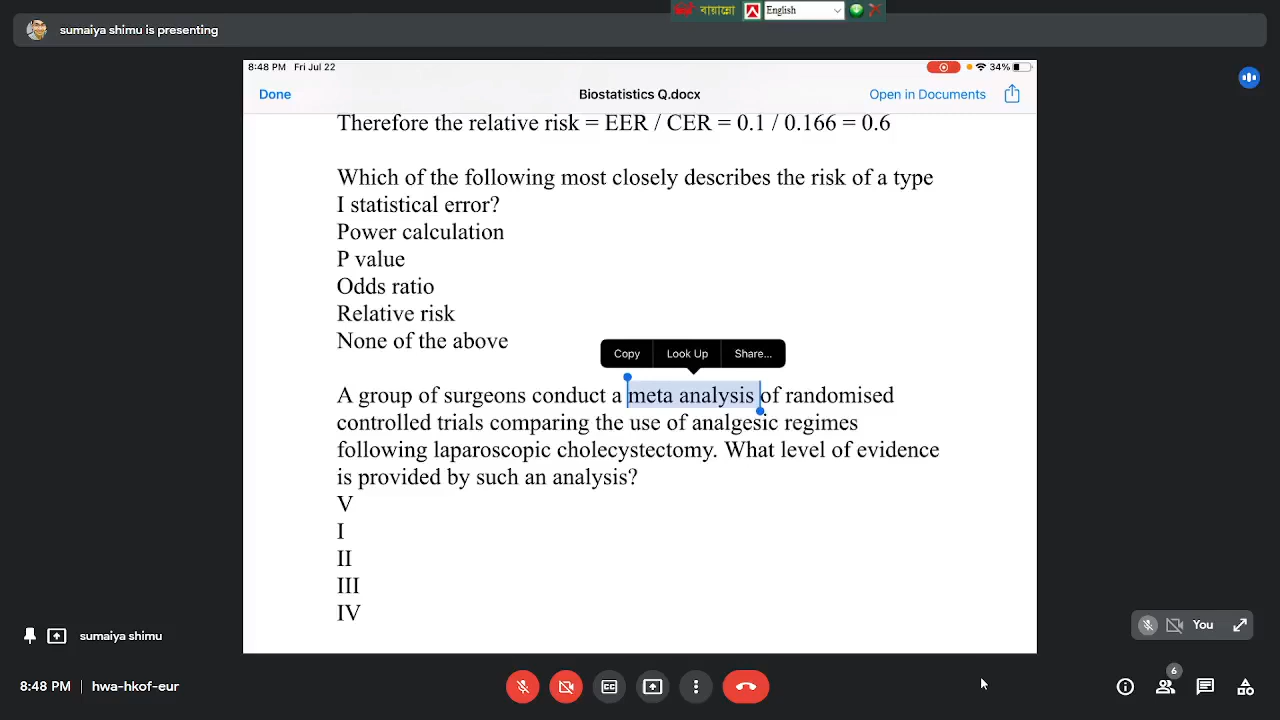 বায়ান্নো
English
sumaiya shimu is presenting
8:48 PM Fri Jul 22
34%
Done
Biostatistics Q.docx
Open in Documents
Therefore the relative risk = EER / CER = 0.1 / 0.166 = 0.6
Which of the following most closely describes the risk of a type
I statistical error?
Power calculation
P value
Odds ratio
Relative risk
None of the above
Copy
Look Up
Share...
A group of surgeons conduct a meta analysis of randomised
controlled trials comparing the use of analgesic regimes
following laparoscopic cholecystectomy. What level of evidence
is provided by such an analysis?
V
I
II
III
IV
sumaiya shimu
You
8:48 PM | hwa-hkof-eur
6